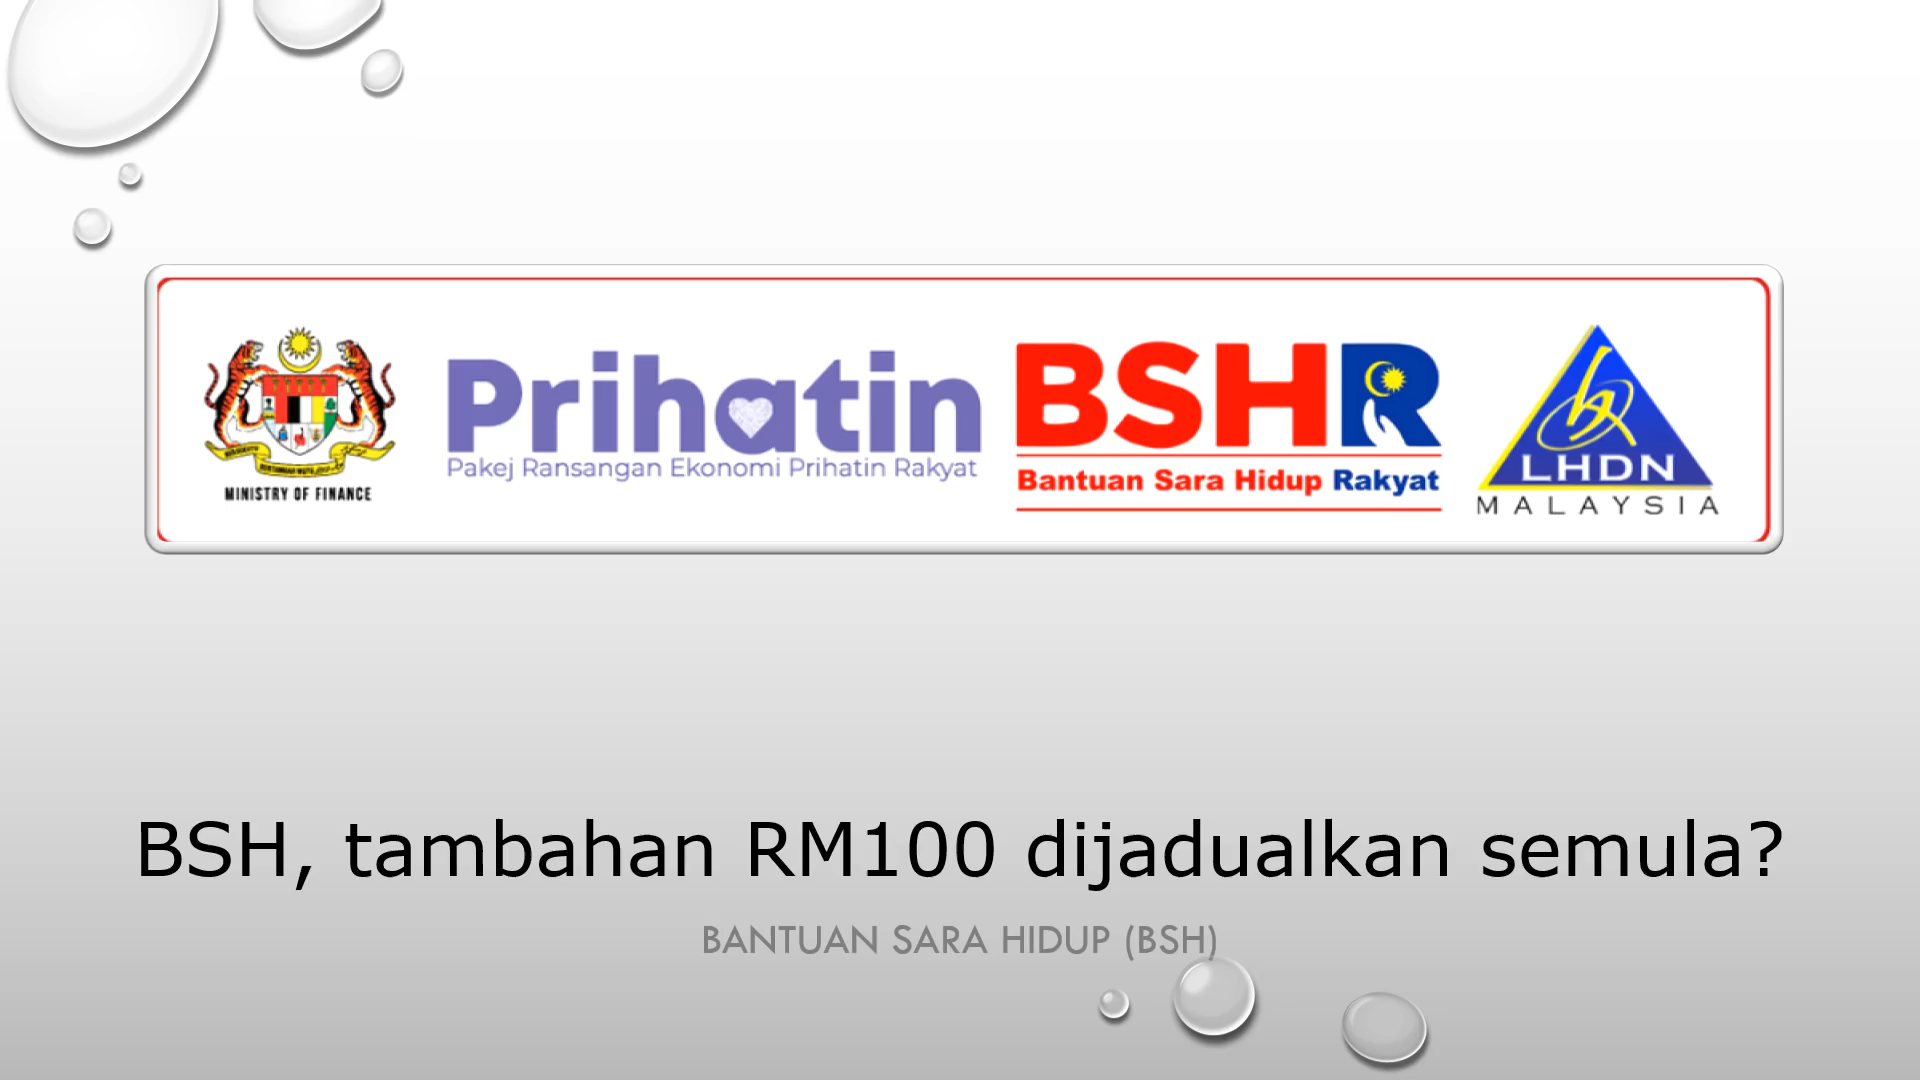 MINISTRY OF FINANCE
Prihatin
Pakej Ransangan Ekonomi Prihatin Rakyat
BSHR
Bantuan Sara Hidup Rakyat
LHDN
MALAYSIA
BSH, tambahan RM100 dijadualkan semula?
BANTUAN SARA HIDUP (BSH)